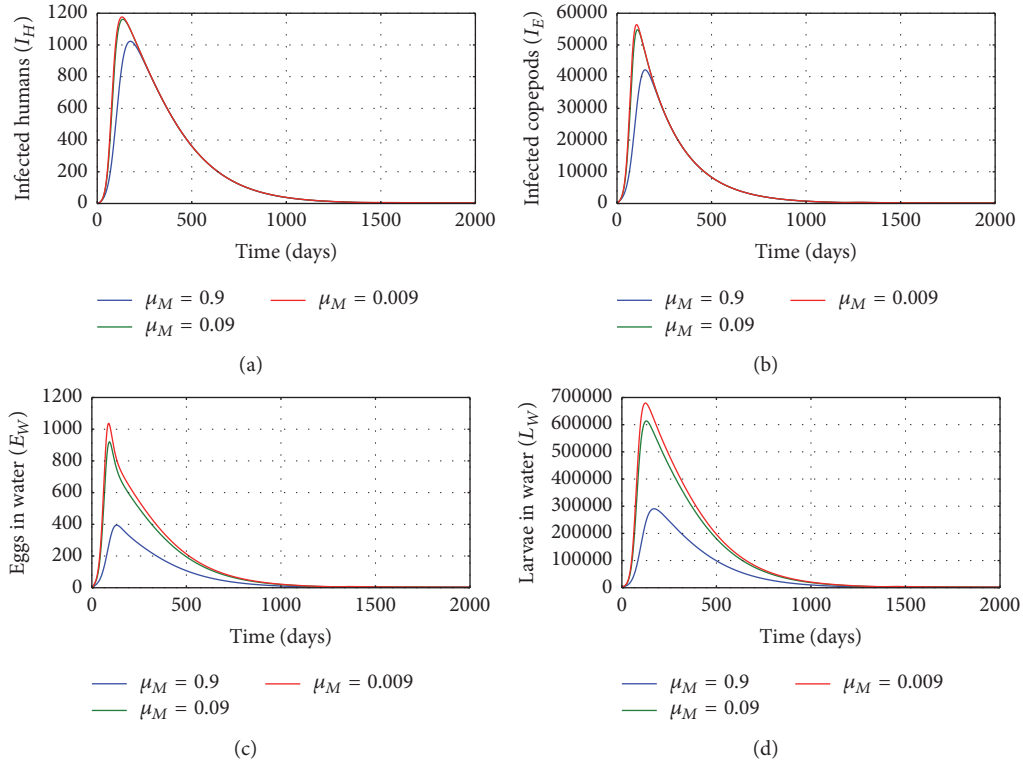 Infected humans (I_H)
1200
1000
800
600
400
200
0
0 500 1000 1500 2000
Time (days)
μ_M = 0.9 μ_M = 0.009
μ_M = 0.09
(a)
Infected copepods (I_E)
60000
50000
40000
30000
20000
10000
0
0 500 1000 1500 2000
Time (days)
μ_M = 0.9 μ_M = 0.009
μ_M = 0.09
(b)
Eggs in water (E_W)
1200
1000
800
600
400
200
0
0 500 1000 1500 2000
Time (days)
μ_M = 0.9 μ_M = 0.009
μ_M = 0.09
(c)
Larvae in water (L_W)
700000
600000
500000
400000
300000
200000
100000
0
0 500 1000 1500 2000
Time (days)
μ_M = 0.9 μ_M = 0.009
μ_M = 0.09
(d)